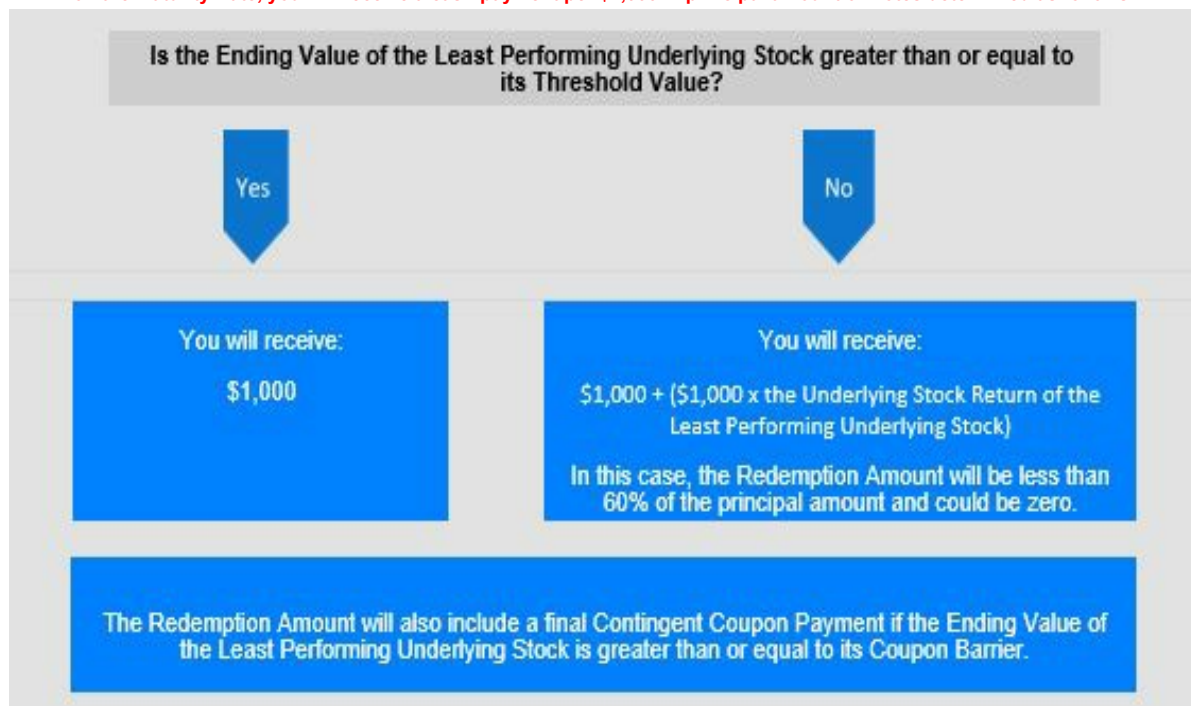 Is the Ending Value of the Least Performing Underlying Stock greater than or equal to
its Threshold Value?
Yes
No
You will receive:
$1,000
You will receive:
$1,000 + ($1,000 x the Underlying Stock Return of the
Least Performing Underlying Stock)
In this case, the Redemption Amount will be less than
60% of the principal amount and could be zero.
The Redemption Amount will also include a final Contingent Coupon Payment if the Ending Value of
the Least Performing Underlying Stock is greater than or equal to its Coupon Barrier.